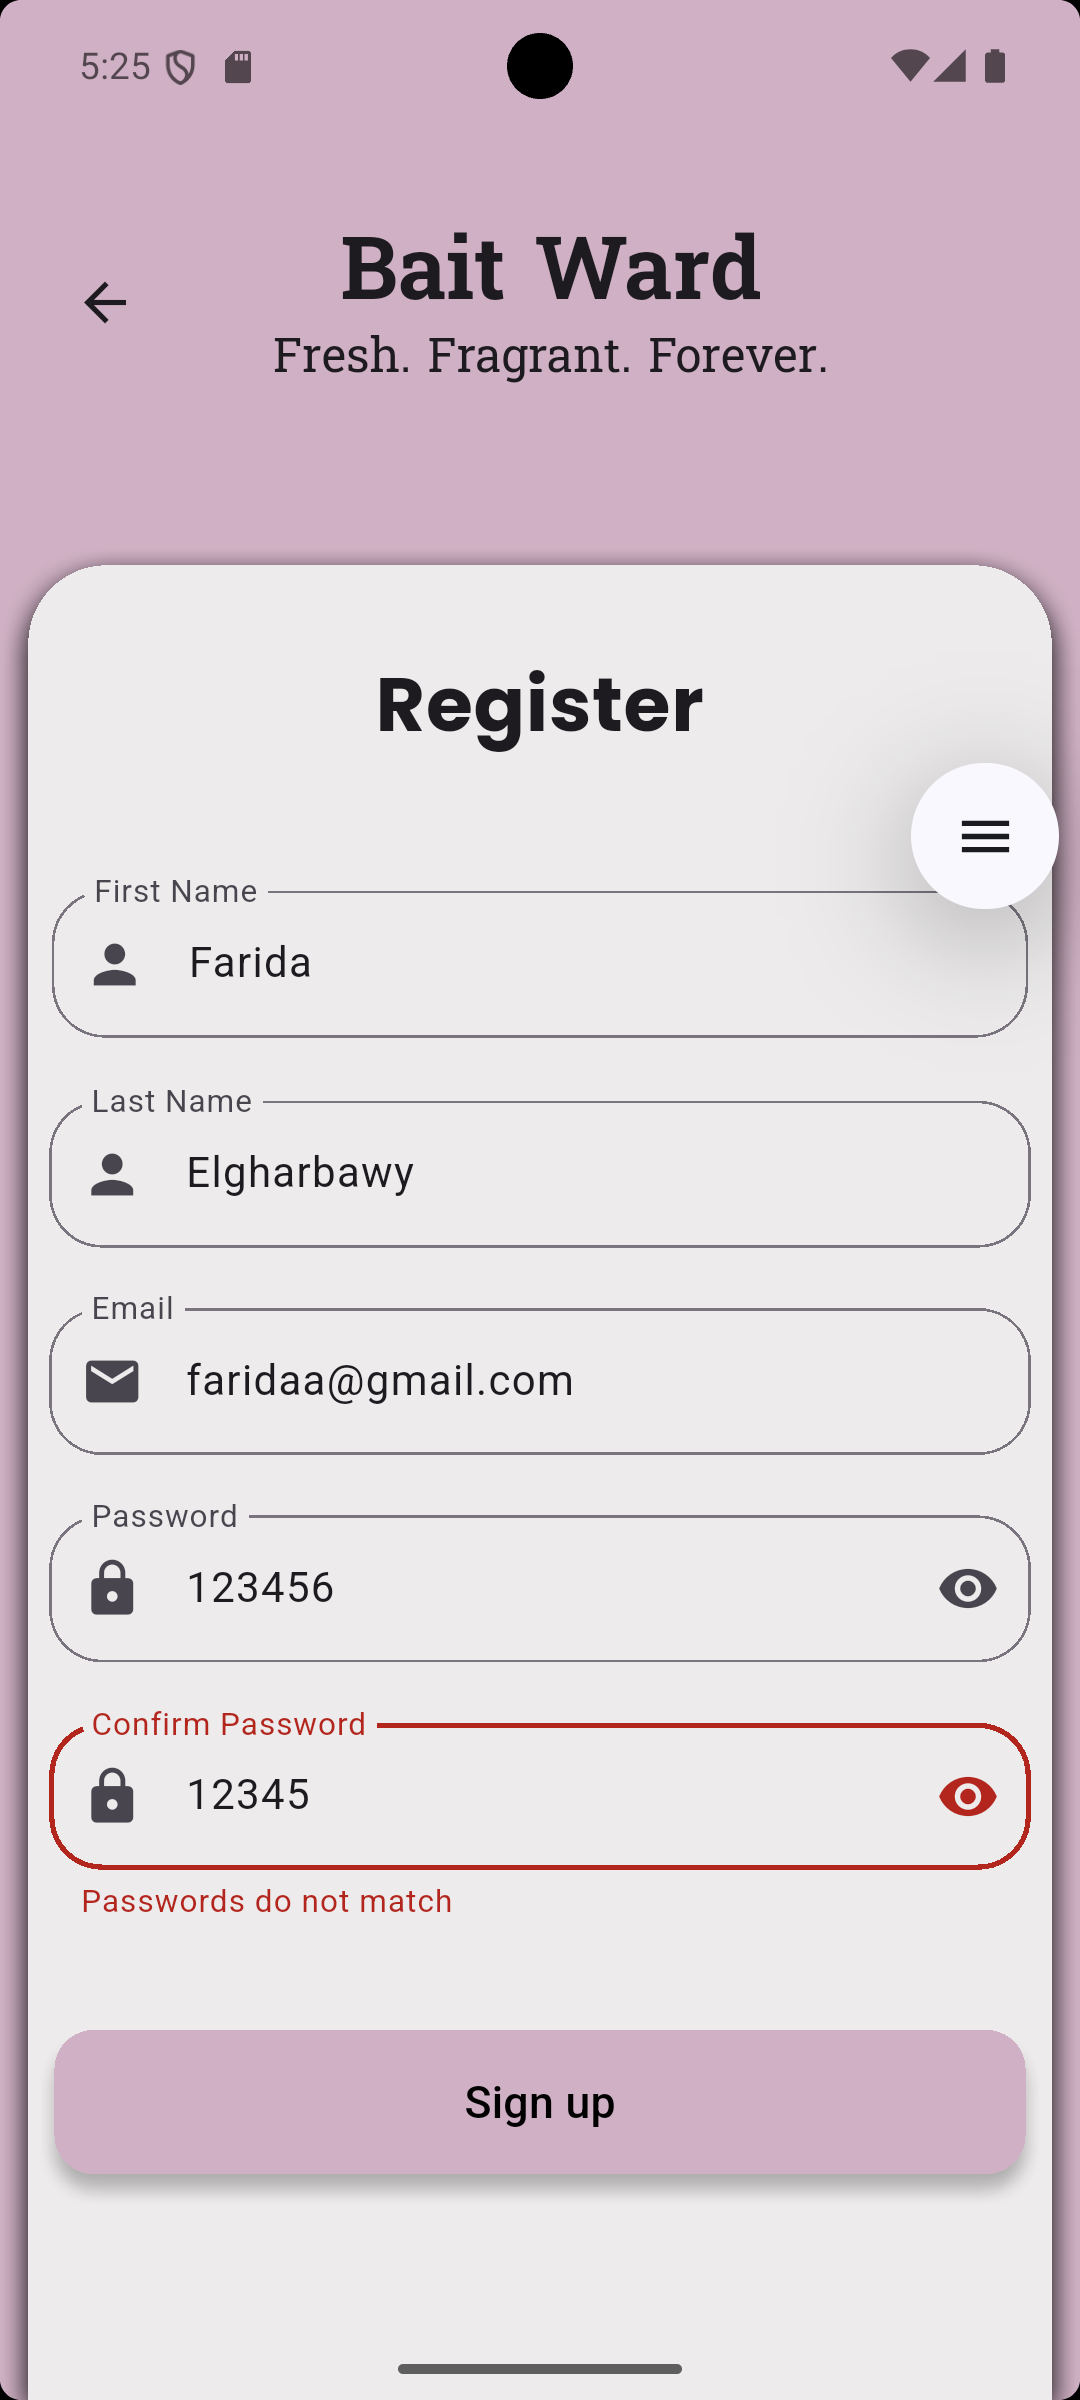 5:25
Bait Ward
Fresh. Fragrant. Forever.
Register
First Name
Farida
Last Name
Elgharbawy
Email
faridaa@gmail.com
Password
123456
Confirm Password
12345
Passwords do not match
Sign up